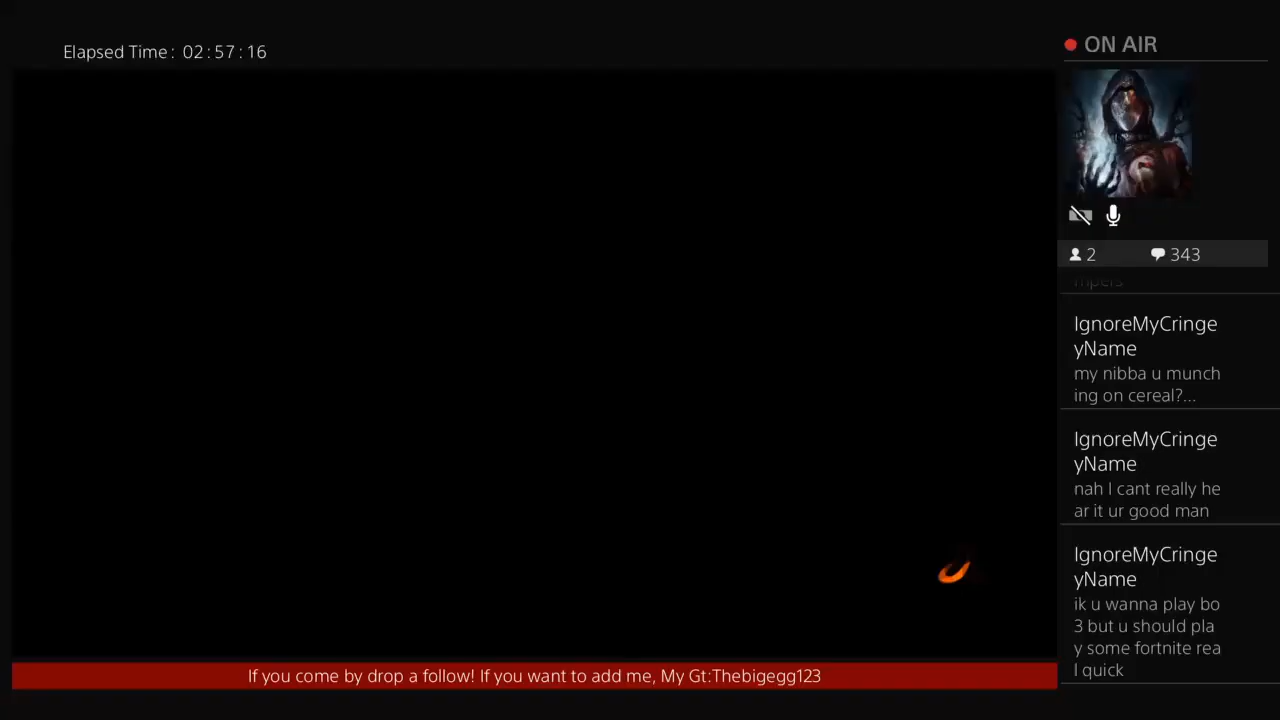 Elapsed Time: 02:57:16
ON AIR
2 343
IgnoreMyCringe
yName
my nibba u munch
ing on cereal?...
IgnoreMyCringe
yName
nah I cant really he
ar it ur good man
IgnoreMyCringe
yName
ik u wanna play bo
3 but u should pla
y some fortnite rea
l quick
If you come by drop a follow! If you want to add me, My Gt:Thebigegg123